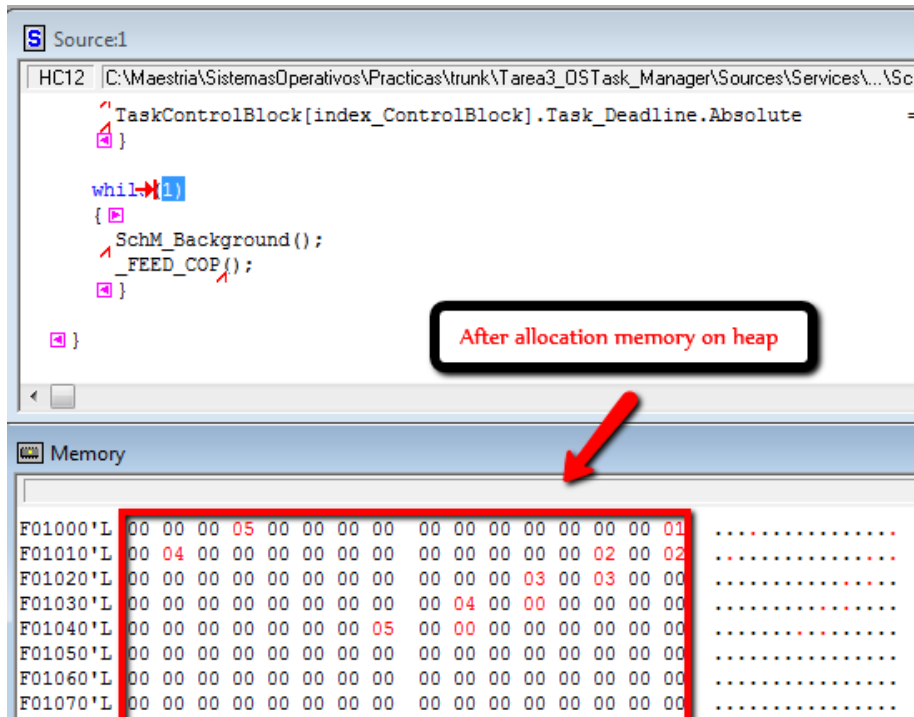 S Source:1
HC12 C:\Maestria\SistemasOperativos\Practicas\trunk\Tarea3_OSTask_Manager\Sources\Services\...\Sc
TaskControlBlock[index_ControlBlock].Task_Deadline.Absolute =
}
while(1)
{
SchM_Background();
_FEED_COP();
}
}
After allocation memory on heap
Memory
F01000'L 00 00 00 05 00 00 00 00 00 00 00 00 00 00 00 01 ................
F01010'L 00 04 00 00 00 00 00 00 00 00 00 00 00 02 00 02 ................
F01020'L 00 00 00 00 00 00 00 00 00 00 00 03 00 03 00 00 ................
F01030'L 00 00 00 00 00 00 00 00 00 04 00 00 00 00 00 00 ................
F01040'L 00 00 00 00 00 00 00 05 00 00 00 00 00 00 00 00 ................
F01050'L 00 00 00 00 00 00 00 00 00 00 00 00 00 00 00 00 ................
F01060'L 00 00 00 00 00 00 00 00 00 00 00 00 00 00 00 00 ................
F01070'L 00 00 00 00 00 00 00 00 00 00 00 00 00 00 00 00 ................